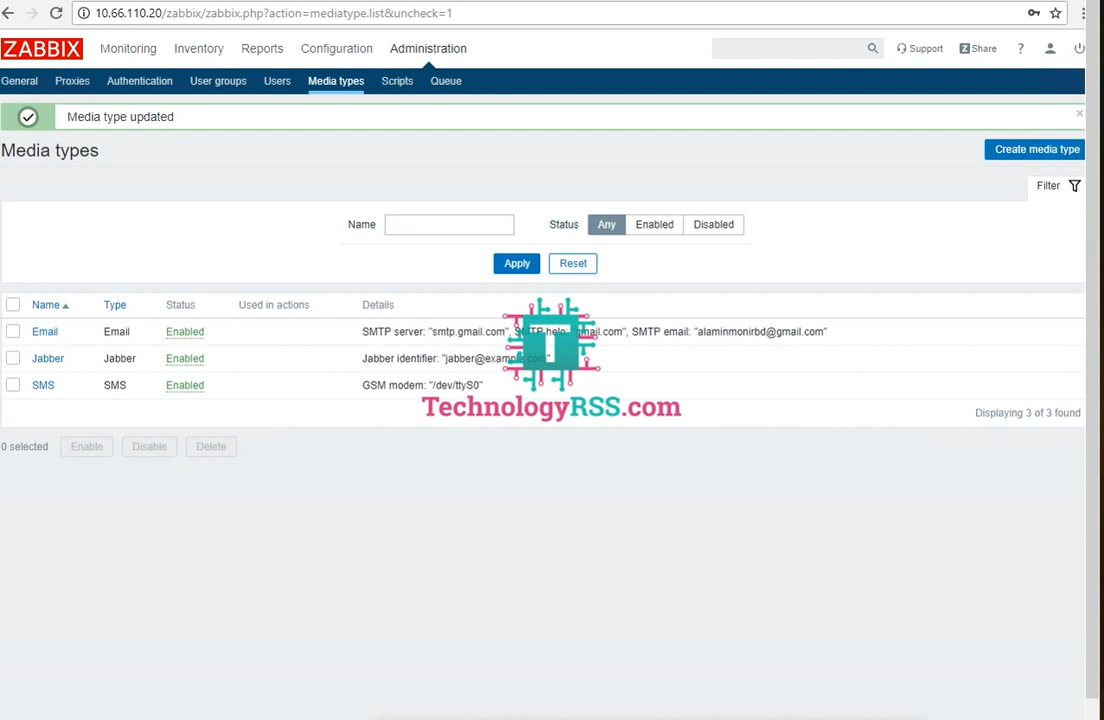 10.66.110.20/zabbix/zabbix.php?action=mediatype.list&uncheck=1
ZABBIX Monitoring Inventory Reports Configuration Administration Support Z Share ?
General Proxies Authentication User groups Users Media types Scripts Queue
Media type updated
Media types Create media type
Filter
Name Status Any Enabled Disabled
Apply Reset
Name Type Status Used in actions Details
Email Email Enabled SMTP server: "smtp.gmail.com", SMTP helo: "gmail.com", SMTP email: "alaminmonirbd@gmail.com"
Jabber Jabber Enabled Jabber identifier: "jabber@example.com"
SMS SMS Enabled GSM modem: "/dev/ttyS0"
T
TechnologyRSS.com
Displaying 3 of 3 found
0 selected Enable Disable Delete